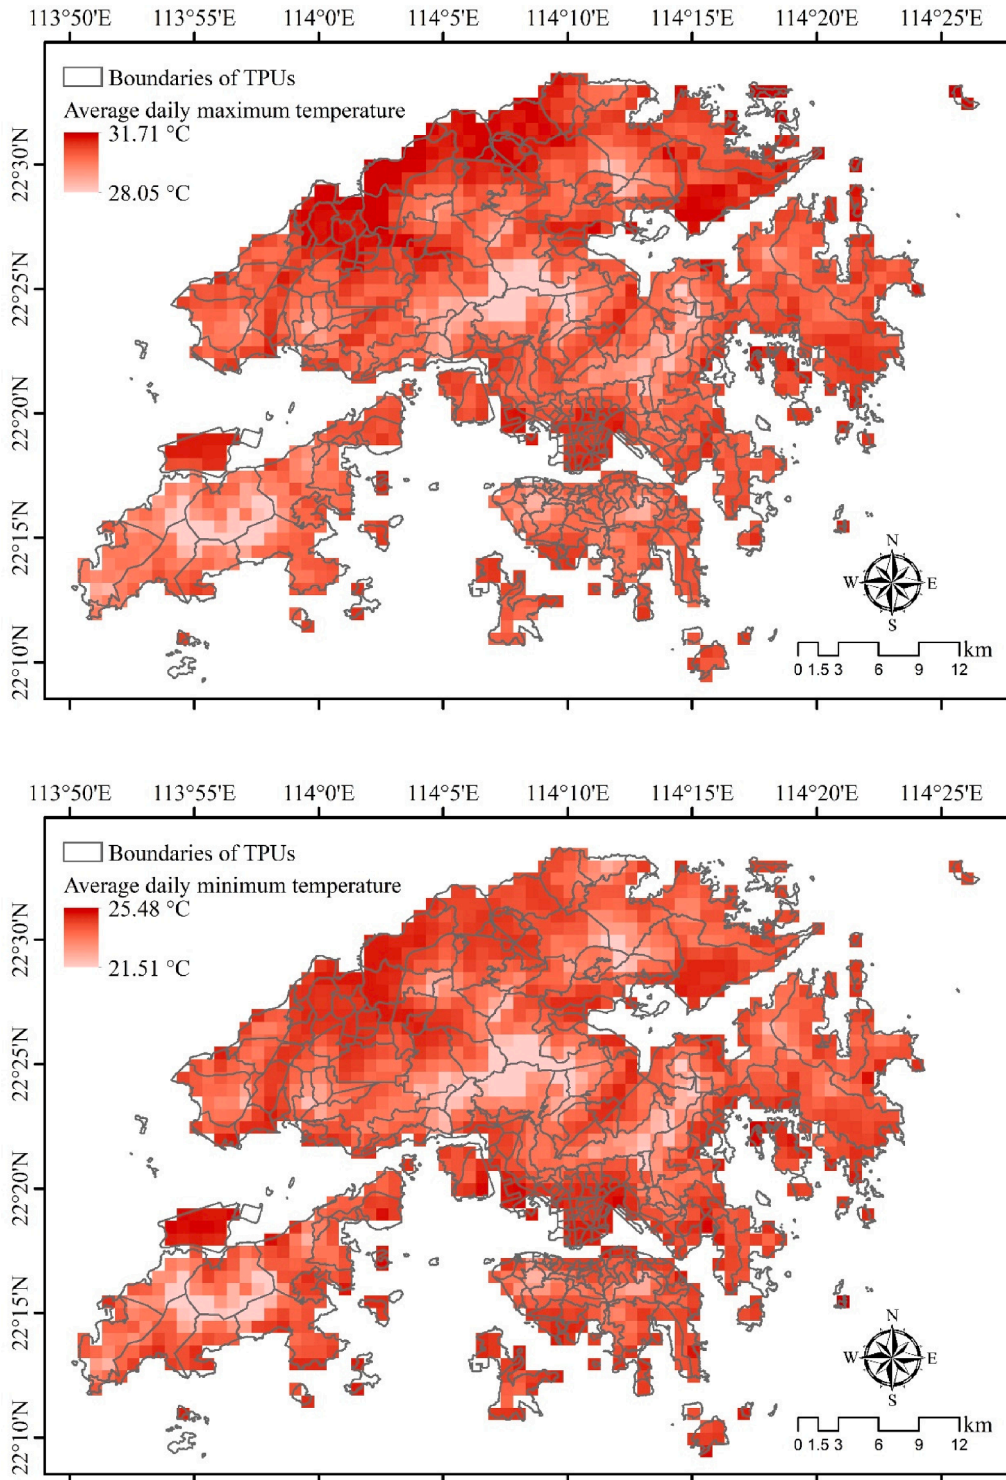 113°50'E 113°55'E 114°0'E 114°5'E 114°10'E 114°15'E 114°20'E 114°25'E
Boundaries of TPUs
Average daily maximum temperature
31.71 °C
28.05 °C
22°30'N
22°25'N
22°20'N
22°15'N
22°10'N
N
W E
S
km
0 1.5 3 6 9 12
113°50'E 113°55'E 114°0'E 114°5'E 114°10'E 114°15'E 114°20'E 114°25'E
Boundaries of TPUs
Average daily minimum temperature
25.48 °C
21.51 °C
22°30'N
22°25'N
22°20'N
22°15'N
22°10'N
N
W E
S
km
0 1.5 3 6 9 12